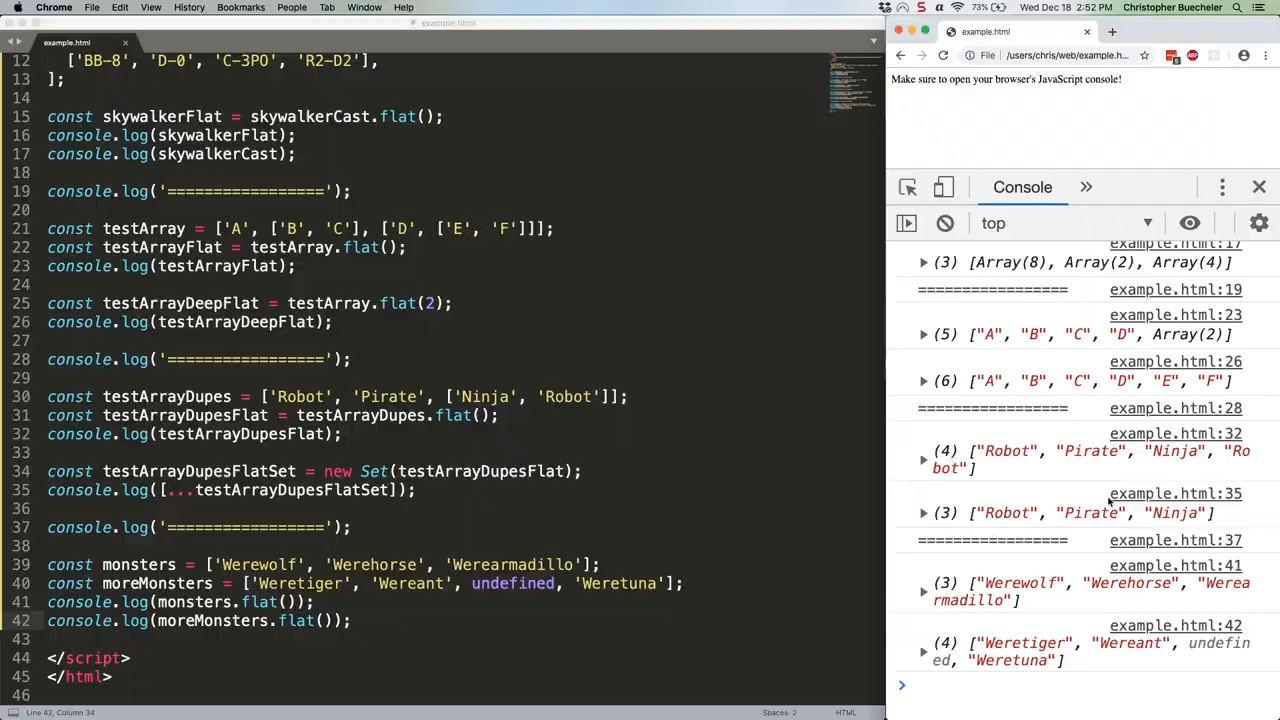 Chrome File Edit View History Bookmarks People Tab Window Help
73% Wed Dec 18 2:52 PM Christopher Buecheler
example.html
example.html
12 ['BB-8', 'D-0', 'C-3PO', 'R2-D2'],
13 ];
14
15 const skywalkerFlat = skywalkerCast.flat();
16 console.log(skywalkerFlat);
17 console.log(skywalkerCast);
18
19 console.log('=================');
20
21 const testArray = ['A', ['B', 'C'], ['D', ['E', 'F']]];
22 const testArrayFlat = testArray.flat();
23 console.log(testArrayFlat);
24
25 const testArrayDeepFlat = testArray.flat(2);
26 console.log(testArrayDeepFlat);
27
28 console.log('=================');
29
30 const testArrayDupes = ['Robot', 'Pirate', ['Ninja', 'Robot']];
31 const testArrayDupesFlat = testArrayDupes.flat();
32 console.log(testArrayDupesFlat);
33
34 const testArrayDupesFlatSet = new Set(testArrayDupesFlat);
35 console.log([...testArrayDupesFlatSet]);
36
37 console.log('=================');
38
39 const monsters = ['Werewolf', 'Werehorse', 'Werearmadillo'];
40 const moreMonsters = ['Weretiger', 'Wereant', undefined, 'Weretuna'];
41 console.log(monsters.flat());
42 console.log(moreMonsters.flat());
43
44 </script>
45 </html>
46
Line 42, Column 34 Spaces: 2 HTML
example.html
File /users/chris/web/example.h...
Make sure to open your browser's JavaScript console!
Console
top
example.html:17
(3) [Array(8), Array(2), Array(4)]
================= example.html:19
example.html:23
(5) ["A", "B", "C", "D", Array(2)]
example.html:26
(6) ["A", "B", "C", "D", "E", "F"]
================= example.html:28
example.html:32
(4) ["Robot", "Pirate", "Ninja", "Ro
bot"]
example.html:35
(3) ["Robot", "Pirate", "Ninja"]
================= example.html:37
example.html:41
(3) ["Werewolf", "Werehorse", "Werea
rmadillo"]
example.html:42
(4) ["Weretiger", "Wereant", undefin
ed, "Weretuna"]